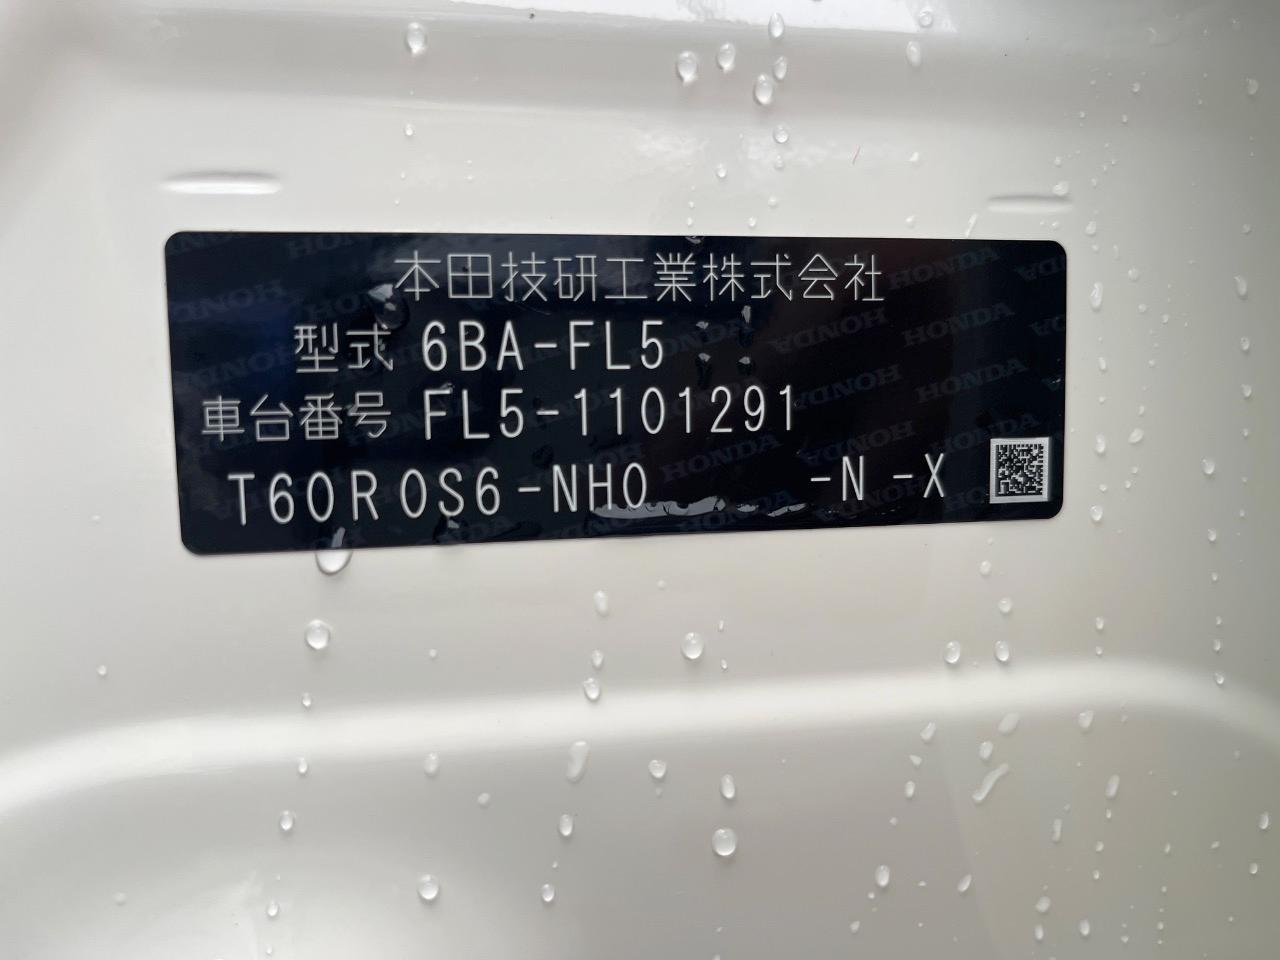 本田技研工業株式会社
型式 6BA-FL5
車台番号 FL5-1101291
T60R0S6-NH0 -N -X